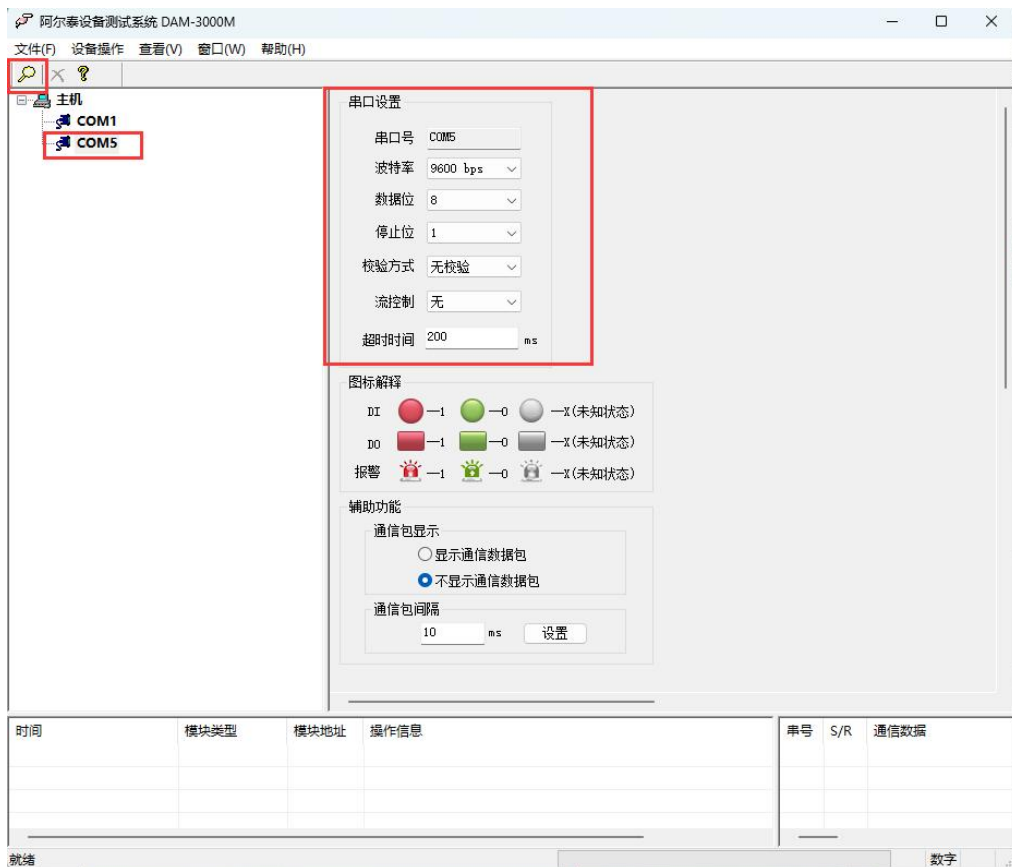 阿尔泰设备测试系统 DAM-3000M
文件(F) 设备操作 查看(V) 窗口(W) 帮助(H)
主机
COM1
COM5
串口设置
串口号 COM5
波特率 9600 bps
数据位 8
停止位 1
校验方式 无校验
流控制 无
超时时间 200 ms
图标解释
DI —1 —0 —X(未知状态)
DO —1 —0 —X(未知状态)
报警 —1 —0 —X(未知状态)
辅助功能
通信包显示
显示通信数据包
不显示通信数据包
通信包间隔
10 ms 设置
时间 模块类型 模块地址 操作信息 串号 S/R 通信数据
就绪 数字